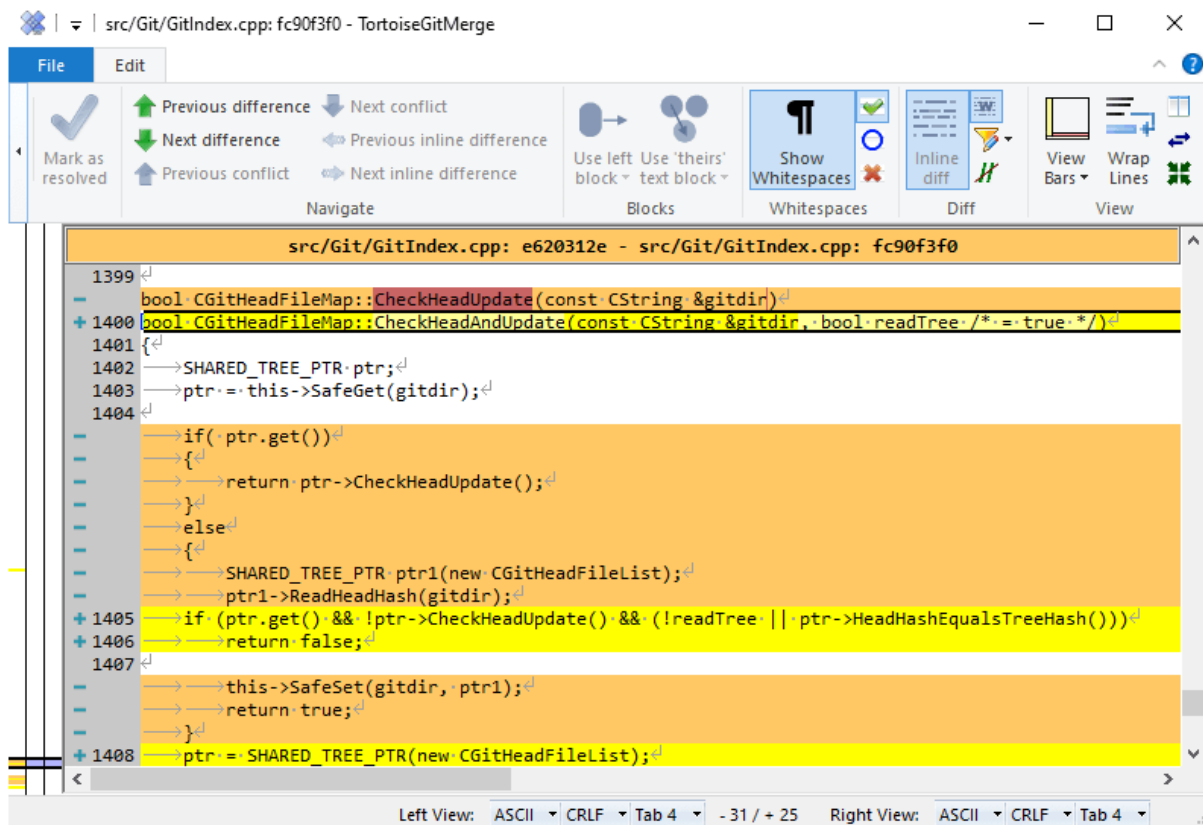 src/Git/GitIndex.cpp: fc90f3f0 - TortoiseGitMerge
File Edit
Mark as resolved
Previous difference
Next difference
Previous conflict
Next conflict
Previous inline difference
Next inline difference
Navigate
Use left block
Use 'theirs' text block
Blocks
Show Whitespaces
Whitespaces
Inline diff
Diff
View Bars
Wrap Lines
View
src/Git/GitIndex.cpp: e620312e - src/Git/GitIndex.cpp: fc90f3f0
1399
- bool CGitHeadFileMap::CheckHeadUpdate(const CString &gitdir)
+ 1400 bool CGitHeadFileMap::CheckHeadAndUpdate(const CString &gitdir, bool readTree /* = true */)
1401 {
1402 SHARED_TREE_PTR ptr;
1403 ptr = this->SafeGet(gitdir);
1404
- if( ptr.get())
- {
- return ptr->CheckHeadUpdate();
- }
- else
- {
- SHARED_TREE_PTR ptr1(new CGitHeadFileList);
- ptr1->ReadHeadHash(gitdir);
+ 1405 if (ptr.get() && !ptr->CheckHeadUpdate() && (!readTree || ptr->HeadHashEqualsTreeHash()))
+ 1406 return false;
1407
- this->SafeSet(gitdir, ptr1);
- return true;
- }
+ 1408 ptr = SHARED_TREE_PTR(new CGitHeadFileList);
Left View: ASCII CRLF Tab 4 - 31 / + 25 Right View: ASCII CRLF Tab 4